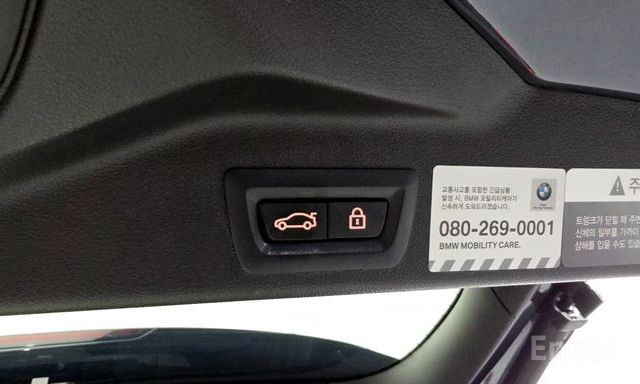 교통사고를 포함한 긴급상황
발생 시, BMW 모빌리티케어가
신속하게 도와드리겠습니다.
080-269-0001
BMW MOBILITY CARE.
주
트렁크가 닫힐 때 주변
신체의 일부를 가까이
상해를 입을 수도 있습
Encar